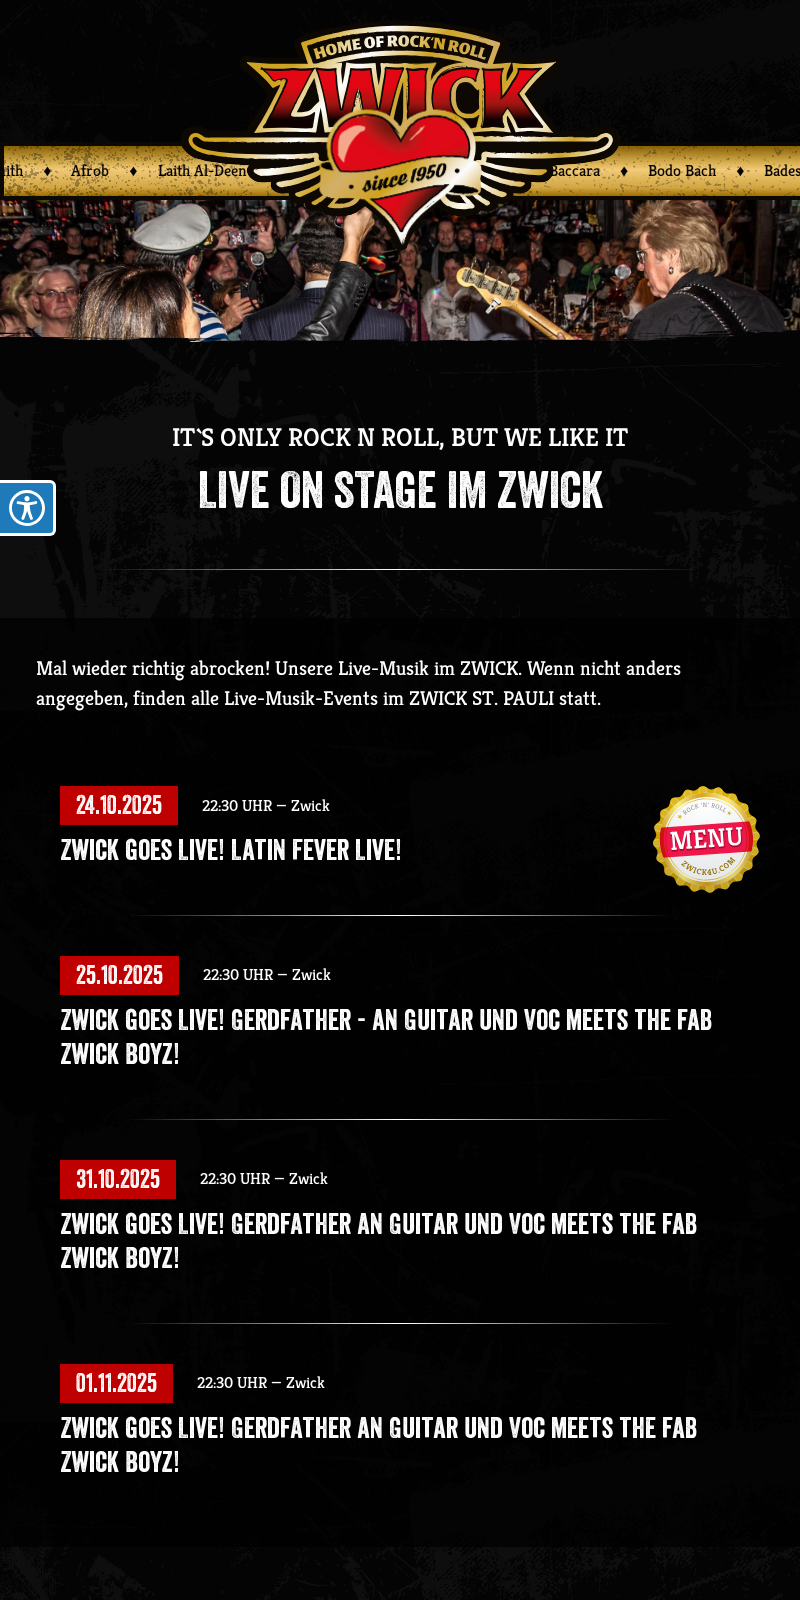 HOME OF ROCK'N ROLL
ZWICK
since 1950
Afrob ♦ Laith Al-Deen
Baccara ♦ Bodo Bach ♦
IT`S ONLY ROCK N ROLL, BUT WE LIKE IT
LIVE ON STAGE IM ZWICK
Mal wieder richtig abrocken! Unsere Live-Musik im ZWICK. Wenn nicht anders
angegeben, finden alle Live-Musik-Events im ZWICK ST. PAULI statt.
24.10.2025 22:30 UHR – Zwick
ZWICK GOES LIVE! LATIN FEVER LIVE!
ROCK 'N' ROLL
MENU
ZWICK4U.COM
25.10.2025 22:30 UHR – Zwick
ZWICK GOES LIVE! GERDFATHER - AN GUITAR UND VOC MEETS THE FAB
ZWICK BOYZ!
31.10.2025 22:30 UHR – Zwick
ZWICK GOES LIVE! GERDFATHER AN GUITAR UND VOC MEETS THE FAB
ZWICK BOYZ!
01.11.2025 22:30 UHR – Zwick
ZWICK GOES LIVE! GERDFATHER AN GUITAR UND VOC MEETS THE FAB
ZWICK BOYZ!